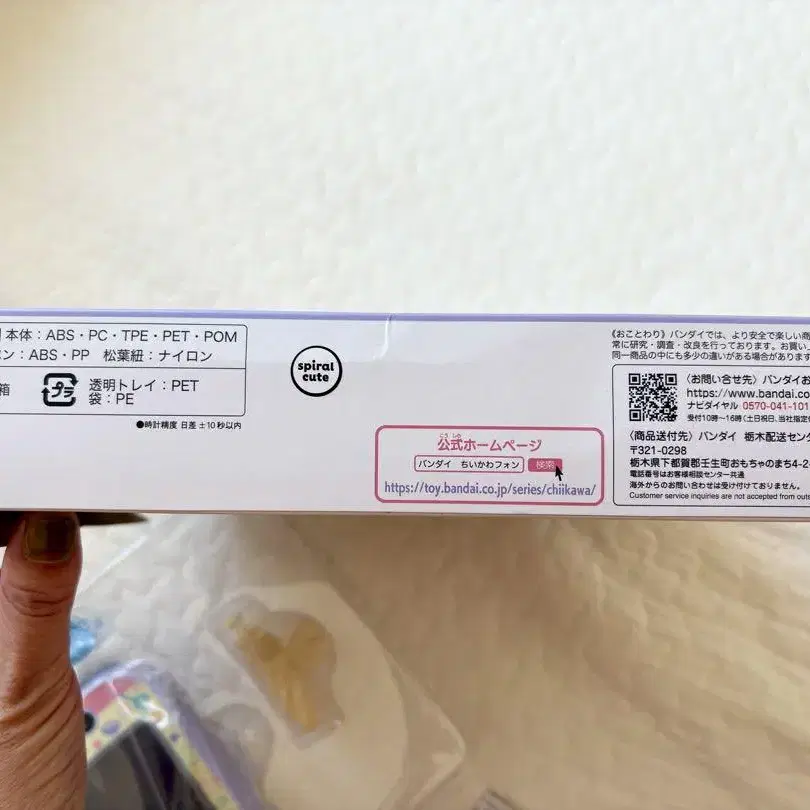 本体：ABS・PC・TPE・PET・POM
ン：ABS・PP 松葉紐：ナイロン
箱
プラ
透明トレイ：PET
袋：PE
●時計精度 日差 ±10 秒以内
spiral
cute
こうしき
公式ホームページ
バンダイ ちいかわフォン 検索
https://toy.bandai.co.jp/series/chiikawa/
《おことわり》バンダイでは、より安全で楽しい商
常に研究・調査・改良を行っております。お買い
同一商品の中にも多少の違いがある場合があります
〈お問い合せ先〉バンダイお
https://www.bandai.co
ナビダイヤル 0570-041-101
受付10時～16時(土日祝日、当社指定
〈商品送付先〉バンダイ 栃木配送セン
〒321-0298
栃木県下都賀郡壬生町おもちゃのまち4-2-
電話番号はお客様相談センター共通
海外からのお問い合わせは受け付けておりません。
Customer service inquiries are not accepted from outs